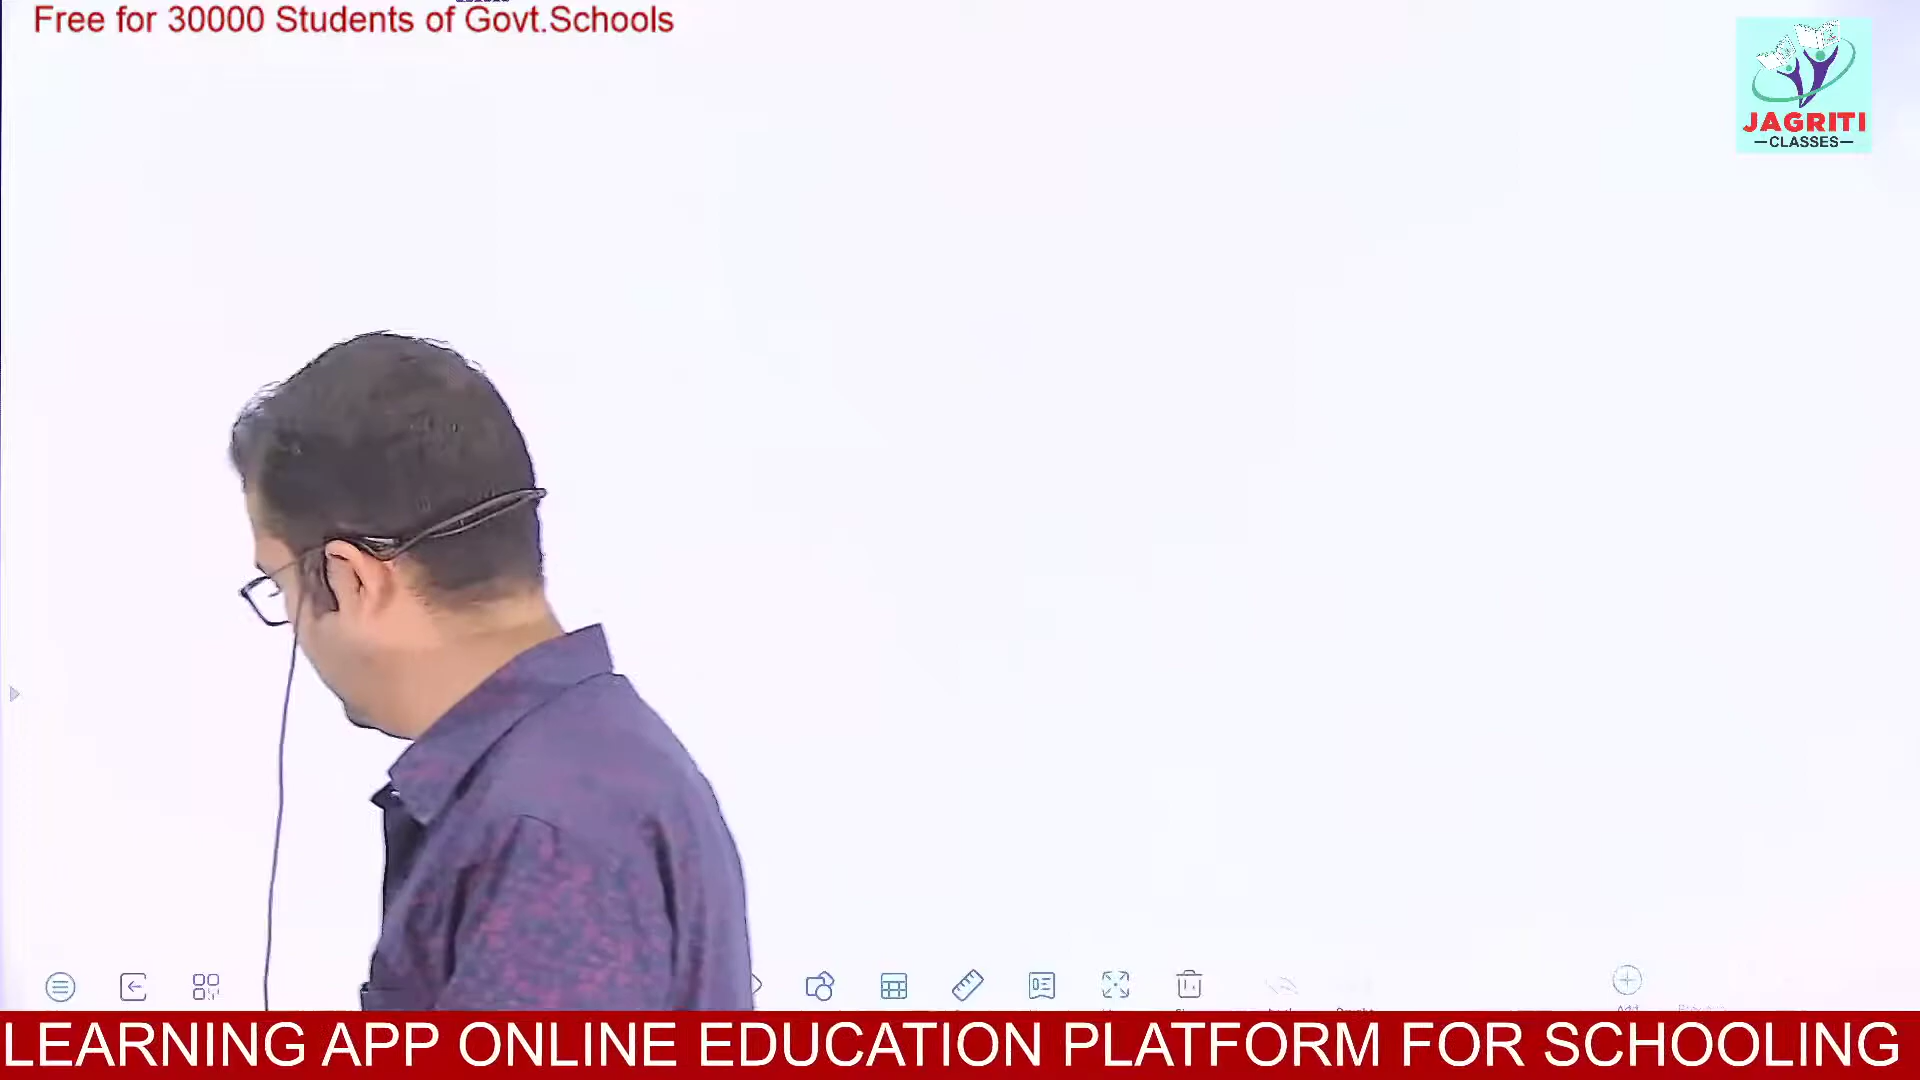 Free for 30000 Students of Govt.Schools
JAGRITI
CLASSES
LEARNING APP ONLINE EDUCATION PLATFORM FOR SCHOOLING